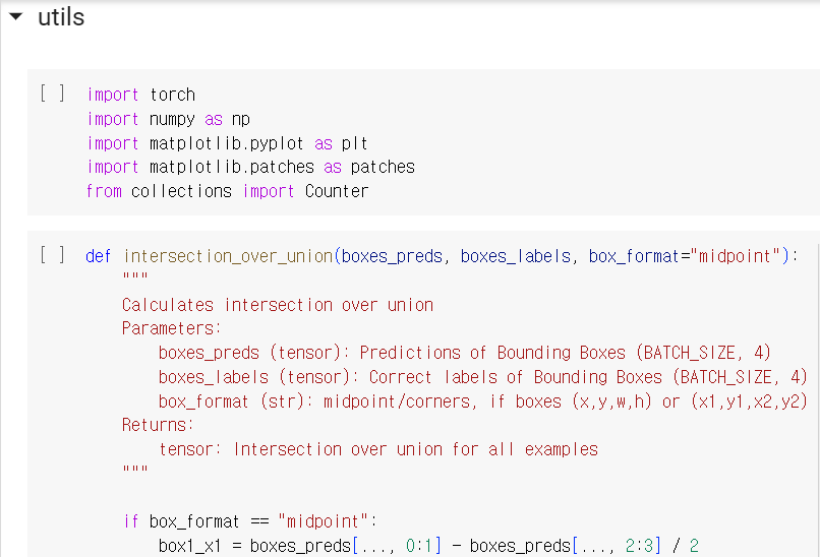 utils
[ ] import torch
import numpy as np
import matplotlib.pyplot as plt
import matplotlib.patches as patches
from collections import Counter
[ ] def intersection_over_union(boxes_preds, boxes_labels, box_format="midpoint"):
"""
Calculates intersection over union
Parameters:
boxes_preds (tensor): Predictions of Bounding Boxes (BATCH_SIZE, 4)
boxes_labels (tensor): Correct labels of Bounding Boxes (BATCH_SIZE, 4)
box_format (str): midpoint/corners, if boxes (x,y,w,h) or (x1,y1,x2,y2)
Returns:
tensor: Intersection over union for all examples
"""
if box_format == "midpoint":
box1_x1 = boxes_preds[..., 0:1] - boxes_preds[..., 2:3] / 2